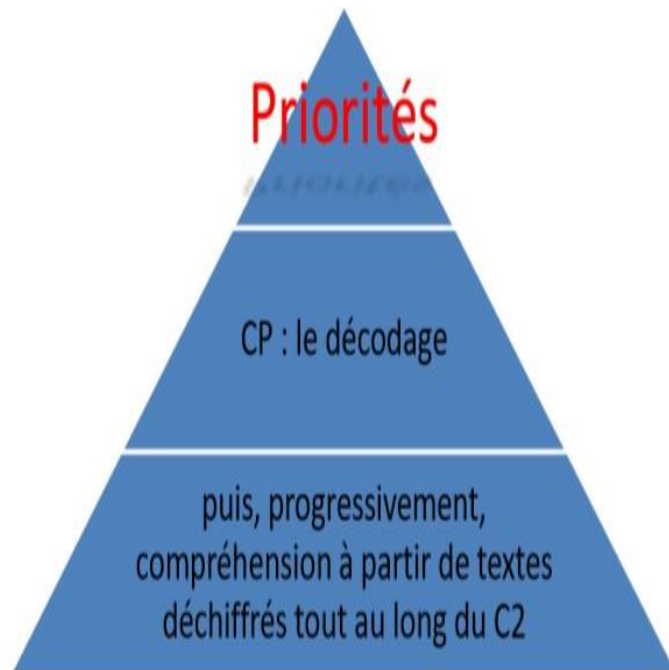 Priorités
CP : le décodage
puis, progressivement,
compréhension à partir de textes
déchiffrés tout au long du C2